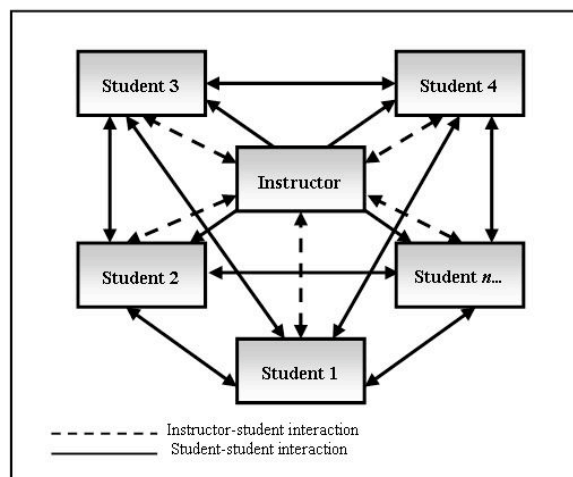 Student 3
Student 4
Instructor
Student 2
Student n...
Student 1
Instructor-student interaction
Student-student interaction